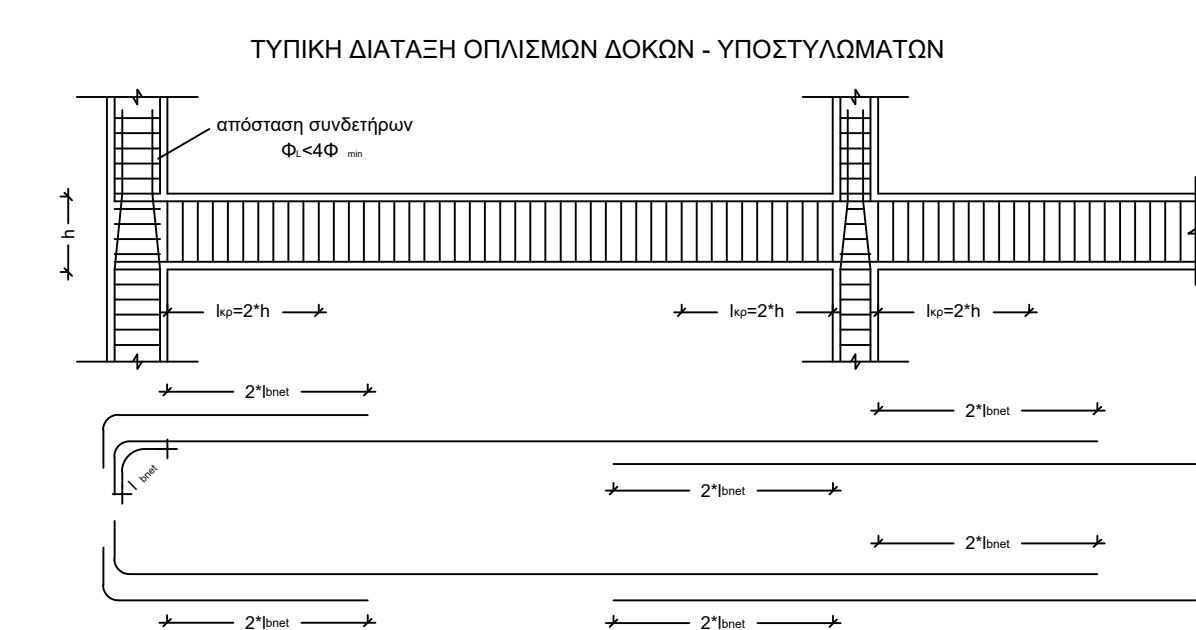 ΤΥΠΙΚΗ ΔΙΑΤΑΞΗ ΟΠΛΙΣΜΩΝ ΔΟΚΩΝ - ΥΠΟΣΤΥΛΩΜΑΤΩΝ
απόσταση συνδετήρων
ΦL<4Φ min
h
lκρ=2*h
lκρ=2*h
lκρ=2*h
2*lbnet
2*lbnet
l bnet
2*lbnet
2*lbnet
2*lbnet
2*lbnet